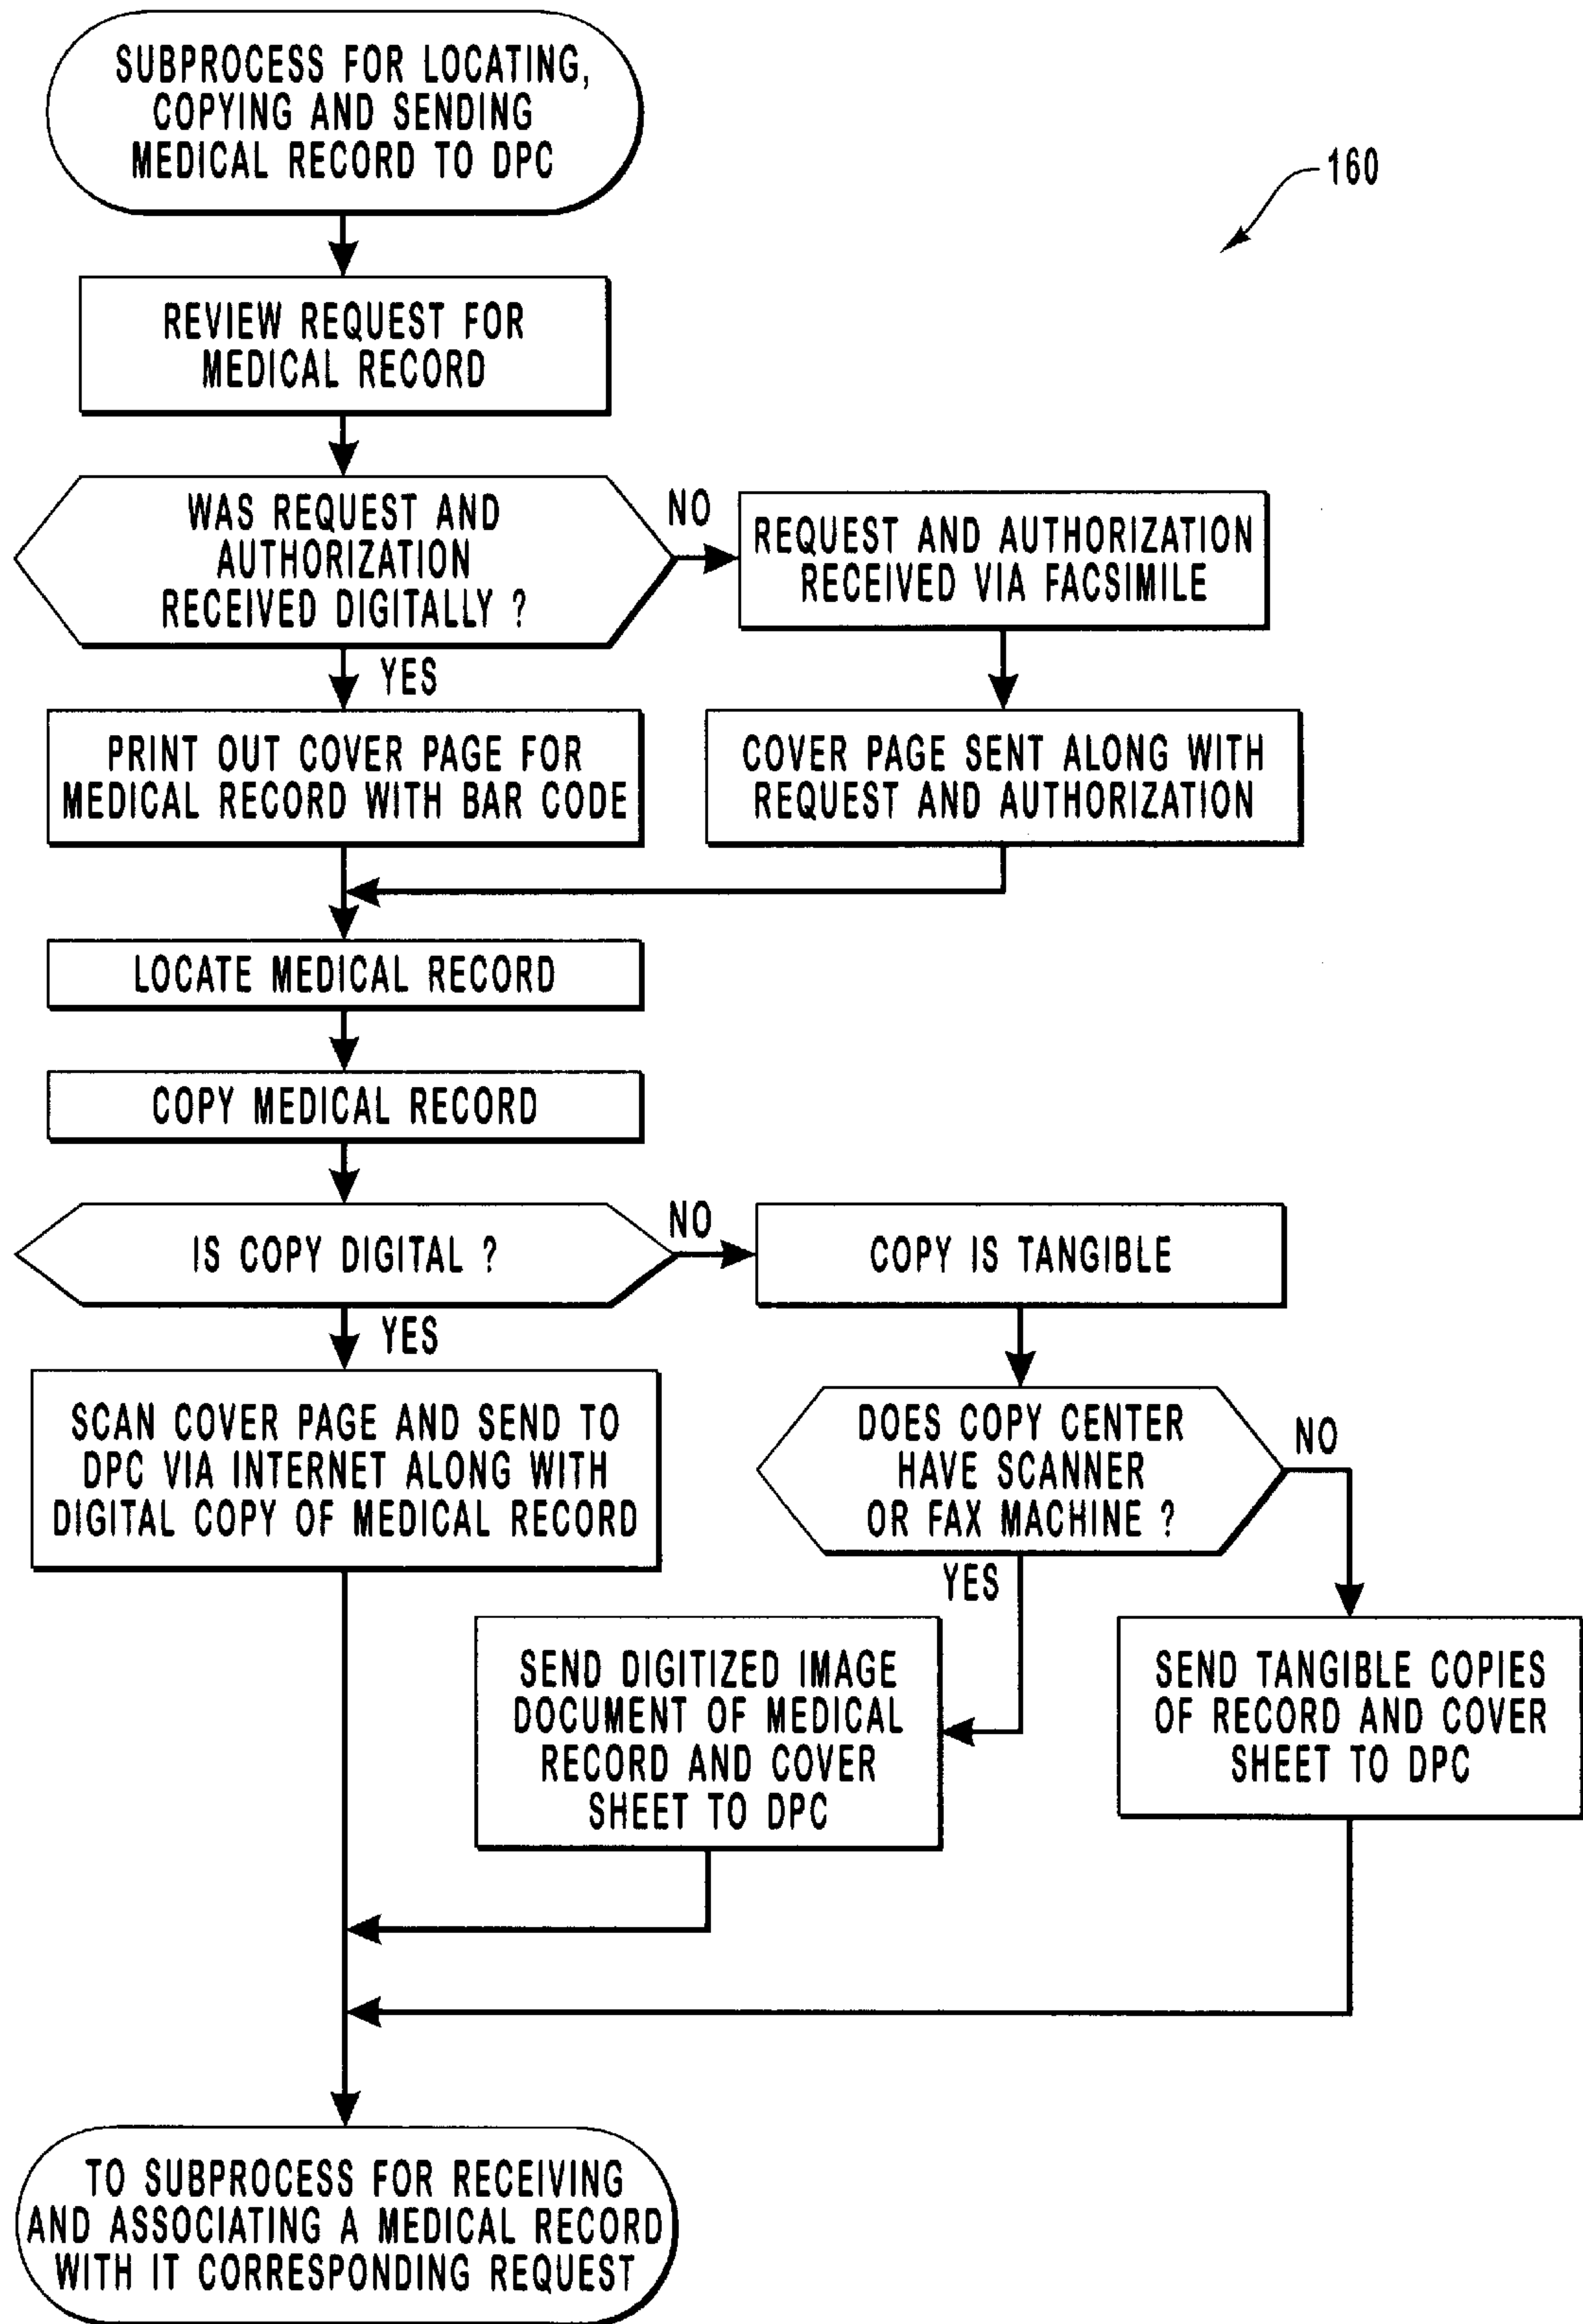 SUBPROCESS FOR LOCATING,
COPYING AND SENDING
MEDICAL RECORD TO DPC
160
REVIEW REQUEST FOR
MEDICAL RECORD
WAS REQUEST AND
AUTHORIZATION
RECEIVED DIGITALLY ?
NO
REQUEST AND AUTHORIZATION
RECEIVED VIA FACSIMILE
YES
PRINT OUT COVER PAGE FOR
MEDICAL RECORD WITH BAR CODE
COVER PAGE SENT ALONG WITH
REQUEST AND AUTHORIZATION
LOCATE MEDICAL RECORD
COPY MEDICAL RECORD
IS COPY DIGITAL ?
NO
COPY IS TANGIBLE
YES
SCAN COVER PAGE AND SEND TO
DPC VIA INTERNET ALONG WITH
DIGITAL COPY OF MEDICAL RECORD
DOES COPY CENTER
HAVE SCANNER
OR FAX MACHINE ?
NO
YES
SEND DIGITIZED IMAGE
DOCUMENT OF MEDICAL
RECORD AND COVER
SHEET TO DPC
SEND TANGIBLE COPIES
OF RECORD AND COVER
SHEET TO DPC
TO SUBPROCESS FOR RECEIVING
AND ASSOCIATING A MEDICAL RECORD
WITH IT CORRESPONDING REQUEST